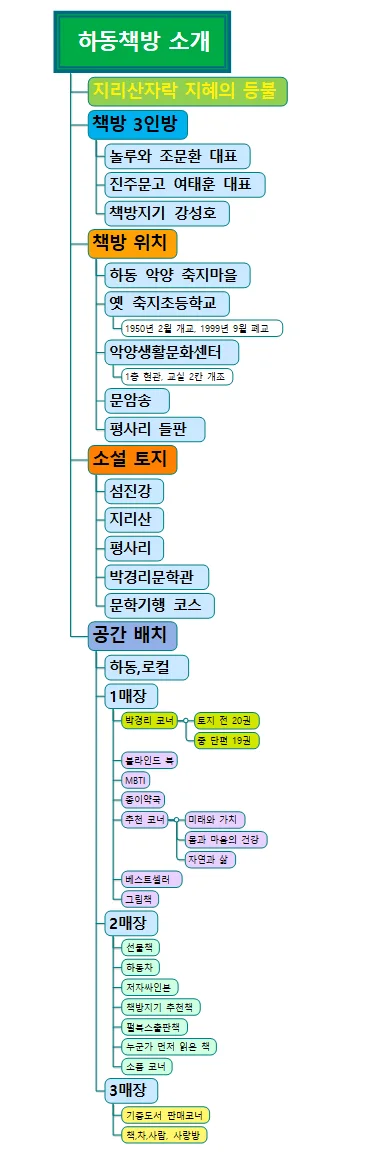 하동책방 소개
지리산자락 지혜의 등불
책방 3인방
놀루와 조문환 대표
진주문고 여태훈 대표
책방지기 강성호
책방 위치
하동 악양 축지마을
옛 축지초등학교
1950년 2월 개교, 1999년 9월 폐교
악양생활문화센터
1층 현관, 교실 2칸 개조
문암송
평사리 들판
소설 토지
섬진강
지리산
평사리
박경리문학관
문학기행 코스
공간 배치
하동,로컬
1매장
박경리 코너
토지 전 20권
중 단편 19권
블라인드 북
MBTI
종이약국
추천 코너
미래와 가치
몸과 마음의 건강
자연과 삶
베스트셀러
그림책
2매장
선물책
하동차
저자싸인본
책방지기 추천책
펄북스출판책
누군가 먼저 읽은 책
소품 코너
3매장
기증도서 판매코너
책,차,사람, 사랑방